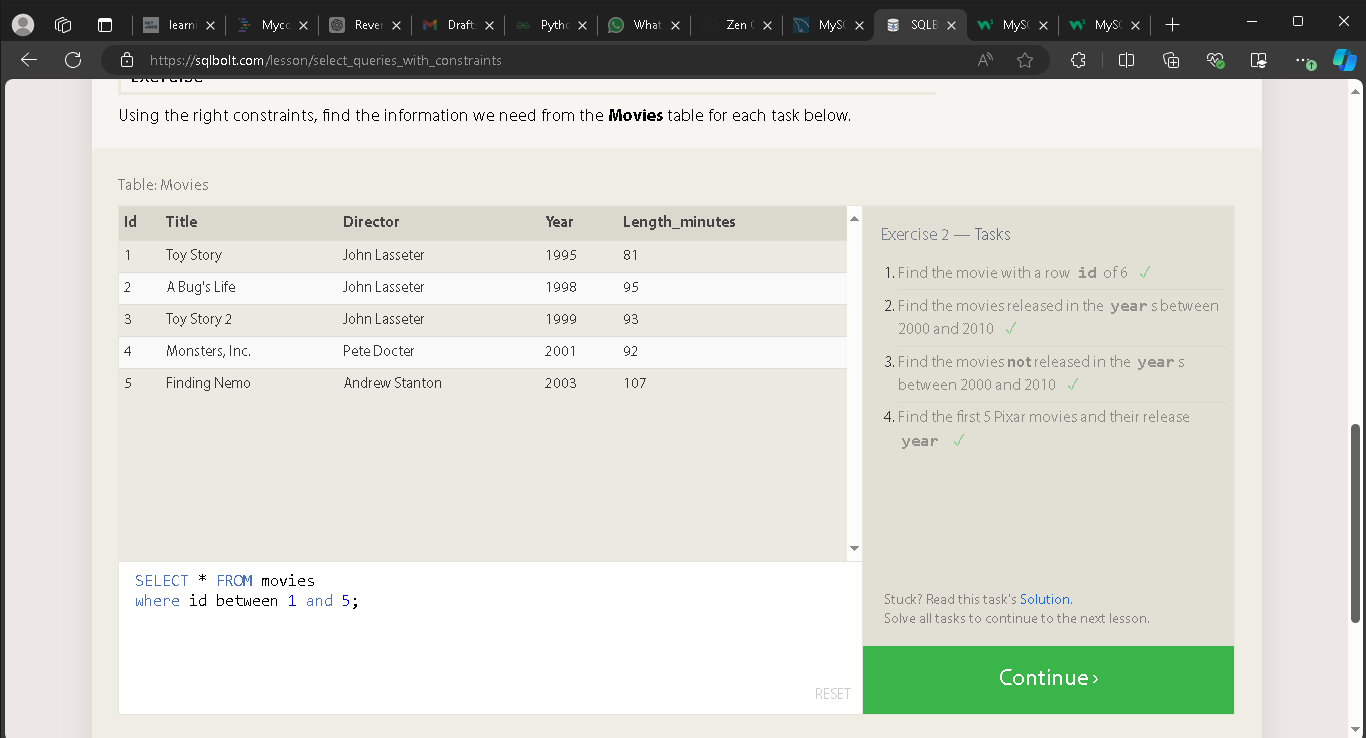 learni
Myco
Rever
Draft
Pytho
What
Zen (
MySQ
SQLB
MySQ
MySQ
https://sqlbolt.com/lesson/select_queries_with_constraints
Exercise
Using the right constraints, find the information we need from the Movies table for each task below.
Table: Movies
Id Title Director Year Length_minutes
1 Toy Story John Lasseter 1995 81
2 A Bug's Life John Lasseter 1998 95
3 Toy Story 2 John Lasseter 1999 93
4 Monsters, Inc. Pete Docter 2001 92
5 Finding Nemo Andrew Stanton 2003 107
SELECT * FROM movies
where id between 1 and 5;
RESET
Exercise 2 — Tasks
1. Find the movie with a row id of 6 ✓
2. Find the movies released in the year s between
2000 and 2010 ✓
3. Find the movies not released in the year s
between 2000 and 2010 ✓
4. Find the first 5 Pixar movies and their release
year ✓
Stuck? Read this task's Solution.
Solve all tasks to continue to the next lesson.
Continue ›